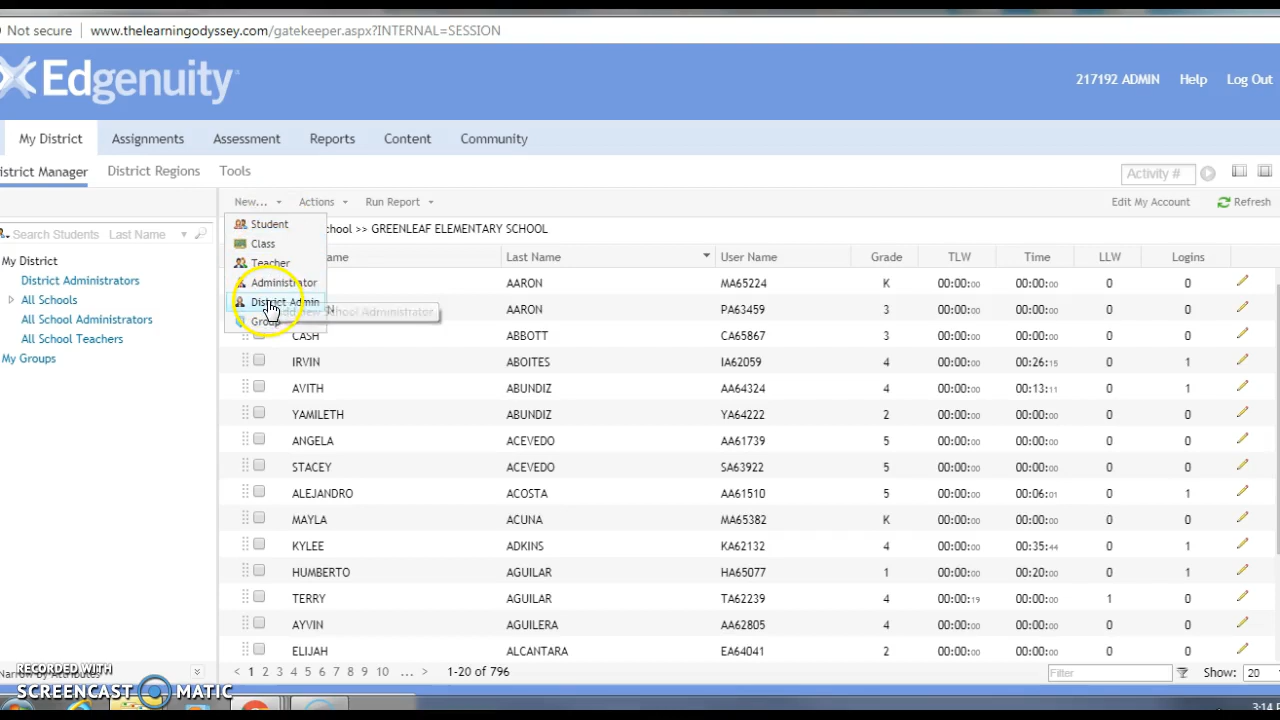 Not secure www.thelearningodyssey.com/gatekeeper.aspx?INTERNAL=SESSION
Edgenuity
217192 ADMIN Help Log Out
My District Assignments Assessment Reports Content Community
istrict Manager District Regions Tools
Activity #
New... Actions Run Report Edit My Account Refresh
Search Students Last Name
Student
Class
Teacher
Administrator
District Admin
Group
chool >> GREENLEAF ELEMENTARY SCHOOL
My District
District Administrators
All Schools
All School Administrators
All School Teachers
My Groups
ame Last Name User Name Grade TLW Time LLW Logins
AARON MA65224 K 00:00:00 00:00:00 0 0
AARON PA63459 3 00:00:00 00:00:00 0 0
CASH ABBOTT CA65867 3 00:00:00 00:00:00 0 0
IRVIN ABOITES IA62059 4 00:00:00 00:26:15 0 1
AVITH ABUNDIZ AA64324 4 00:00:00 00:13:11 0 1
YAMILETH ABUNDIZ YA64222 2 00:00:00 00:00:00 0 0
ANGELA ACEVEDO AA61739 5 00:00:00 00:00:00 0 0
STACEY ACEVEDO SA63922 5 00:00:00 00:00:00 0 0
ALEJANDRO ACOSTA AA61510 5 00:00:00 00:06:01 0 1
MAYLA ACUNA MA65382 K 00:00:00 00:00:00 0 0
KYLEE ADKINS KA62132 4 00:00:00 00:35:44 0 1
HUMBERTO AGUILAR HA65077 1 00:00:00 00:20:00 0 1
TERRY AGUILAR TA62239 4 00:00:19 00:00:00 1 0
AYVIN AGUILERA AA62805 4 00:00:00 00:00:00 0 0
ELIJAH ALCANTARA EA64041 2 00:00:00 00:00:00 0 0
< 1 2 3 4 5 6 7 8 9 10 ... > 1-20 of 796 Filter Show: 20
Narrow by Attributes
RECORDED WITH
SCREENCAST MATIC
3:14 P